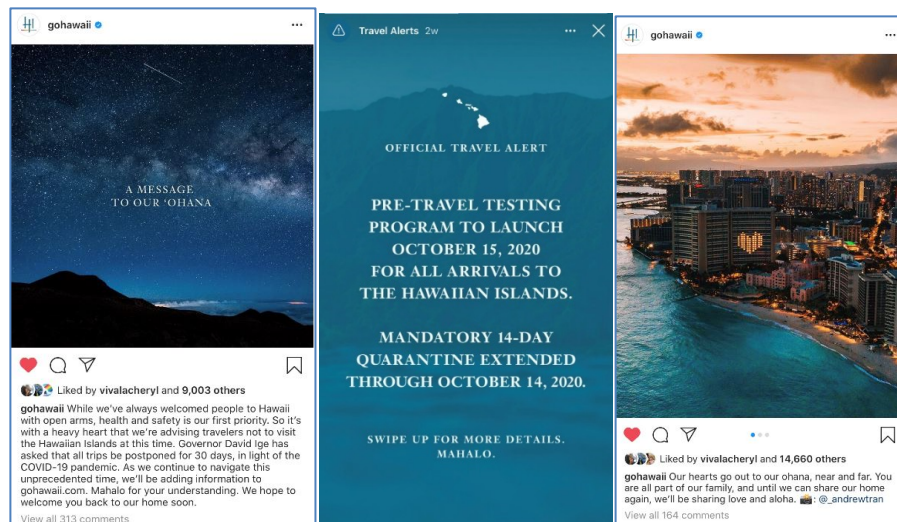 gohawaii
A MESSAGE
TO OUR ‘OHANA
Liked by vivalacheryl and 9,003 others
gohawaii While we've always welcomed people to Hawaii
with open arms, health and safety is our first priority. So it's
with a heavy heart that we're advising travelers not to visit
the Hawaiian Islands at this time. Governor David Ige has
asked that all trips be postponed for 30 days, in light of the
COVID-19 pandemic. As we continue to navigate this
unprecedented time, we'll be adding information to
gohawaii.com. Mahalo for your understanding. We hope to
welcome you back to our home soon.
View all 313 comments
Travel Alerts 2w
OFFICIAL TRAVEL ALERT
PRE-TRAVEL TESTING
PROGRAM TO LAUNCH
OCTOBER 15, 2020
FOR ALL ARRIVALS TO
THE HAWAIIAN ISLANDS.
MANDATORY 14-DAY
QUARANTINE EXTENDED
THROUGH OCTOBER 14, 2020.
SWIPE UP FOR MORE DETAILS.
MAHALO.
gohawaii
Liked by vivalacheryl and 14,660 others
gohawaii Our hearts go out to our ohana, near and far. You
are all part of our family, and until we can share our home
again, we'll be sharing love and aloha. 📸: @_andrewtran
View all 164 comments